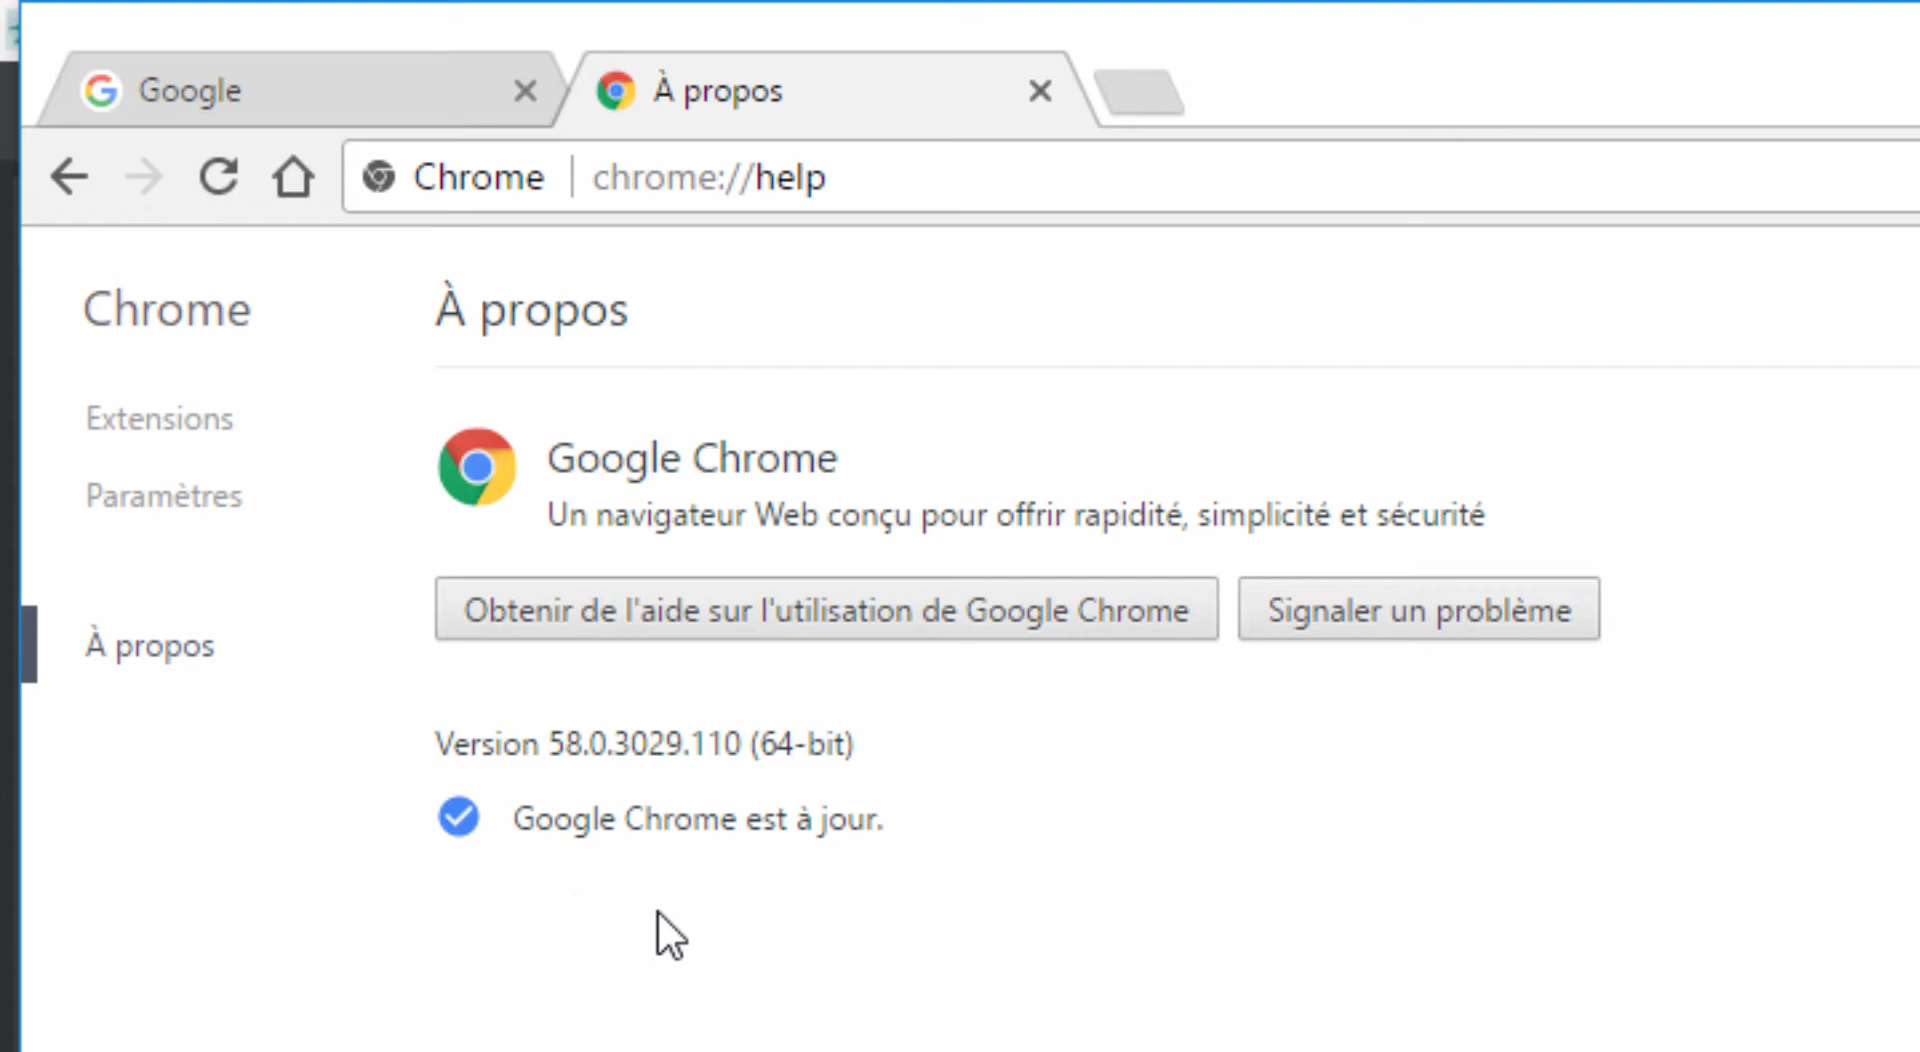 Google
À propos
Chrome | chrome://help
Chrome
À propos
Extensions
Paramètres
À propos
Google Chrome
Un navigateur Web conçu pour offrir rapidité, simplicité et sécurité
Obtenir de l'aide sur l'utilisation de Google Chrome
Signaler un problème
Version 58.0.3029.110 (64-bit)
Google Chrome est à jour.